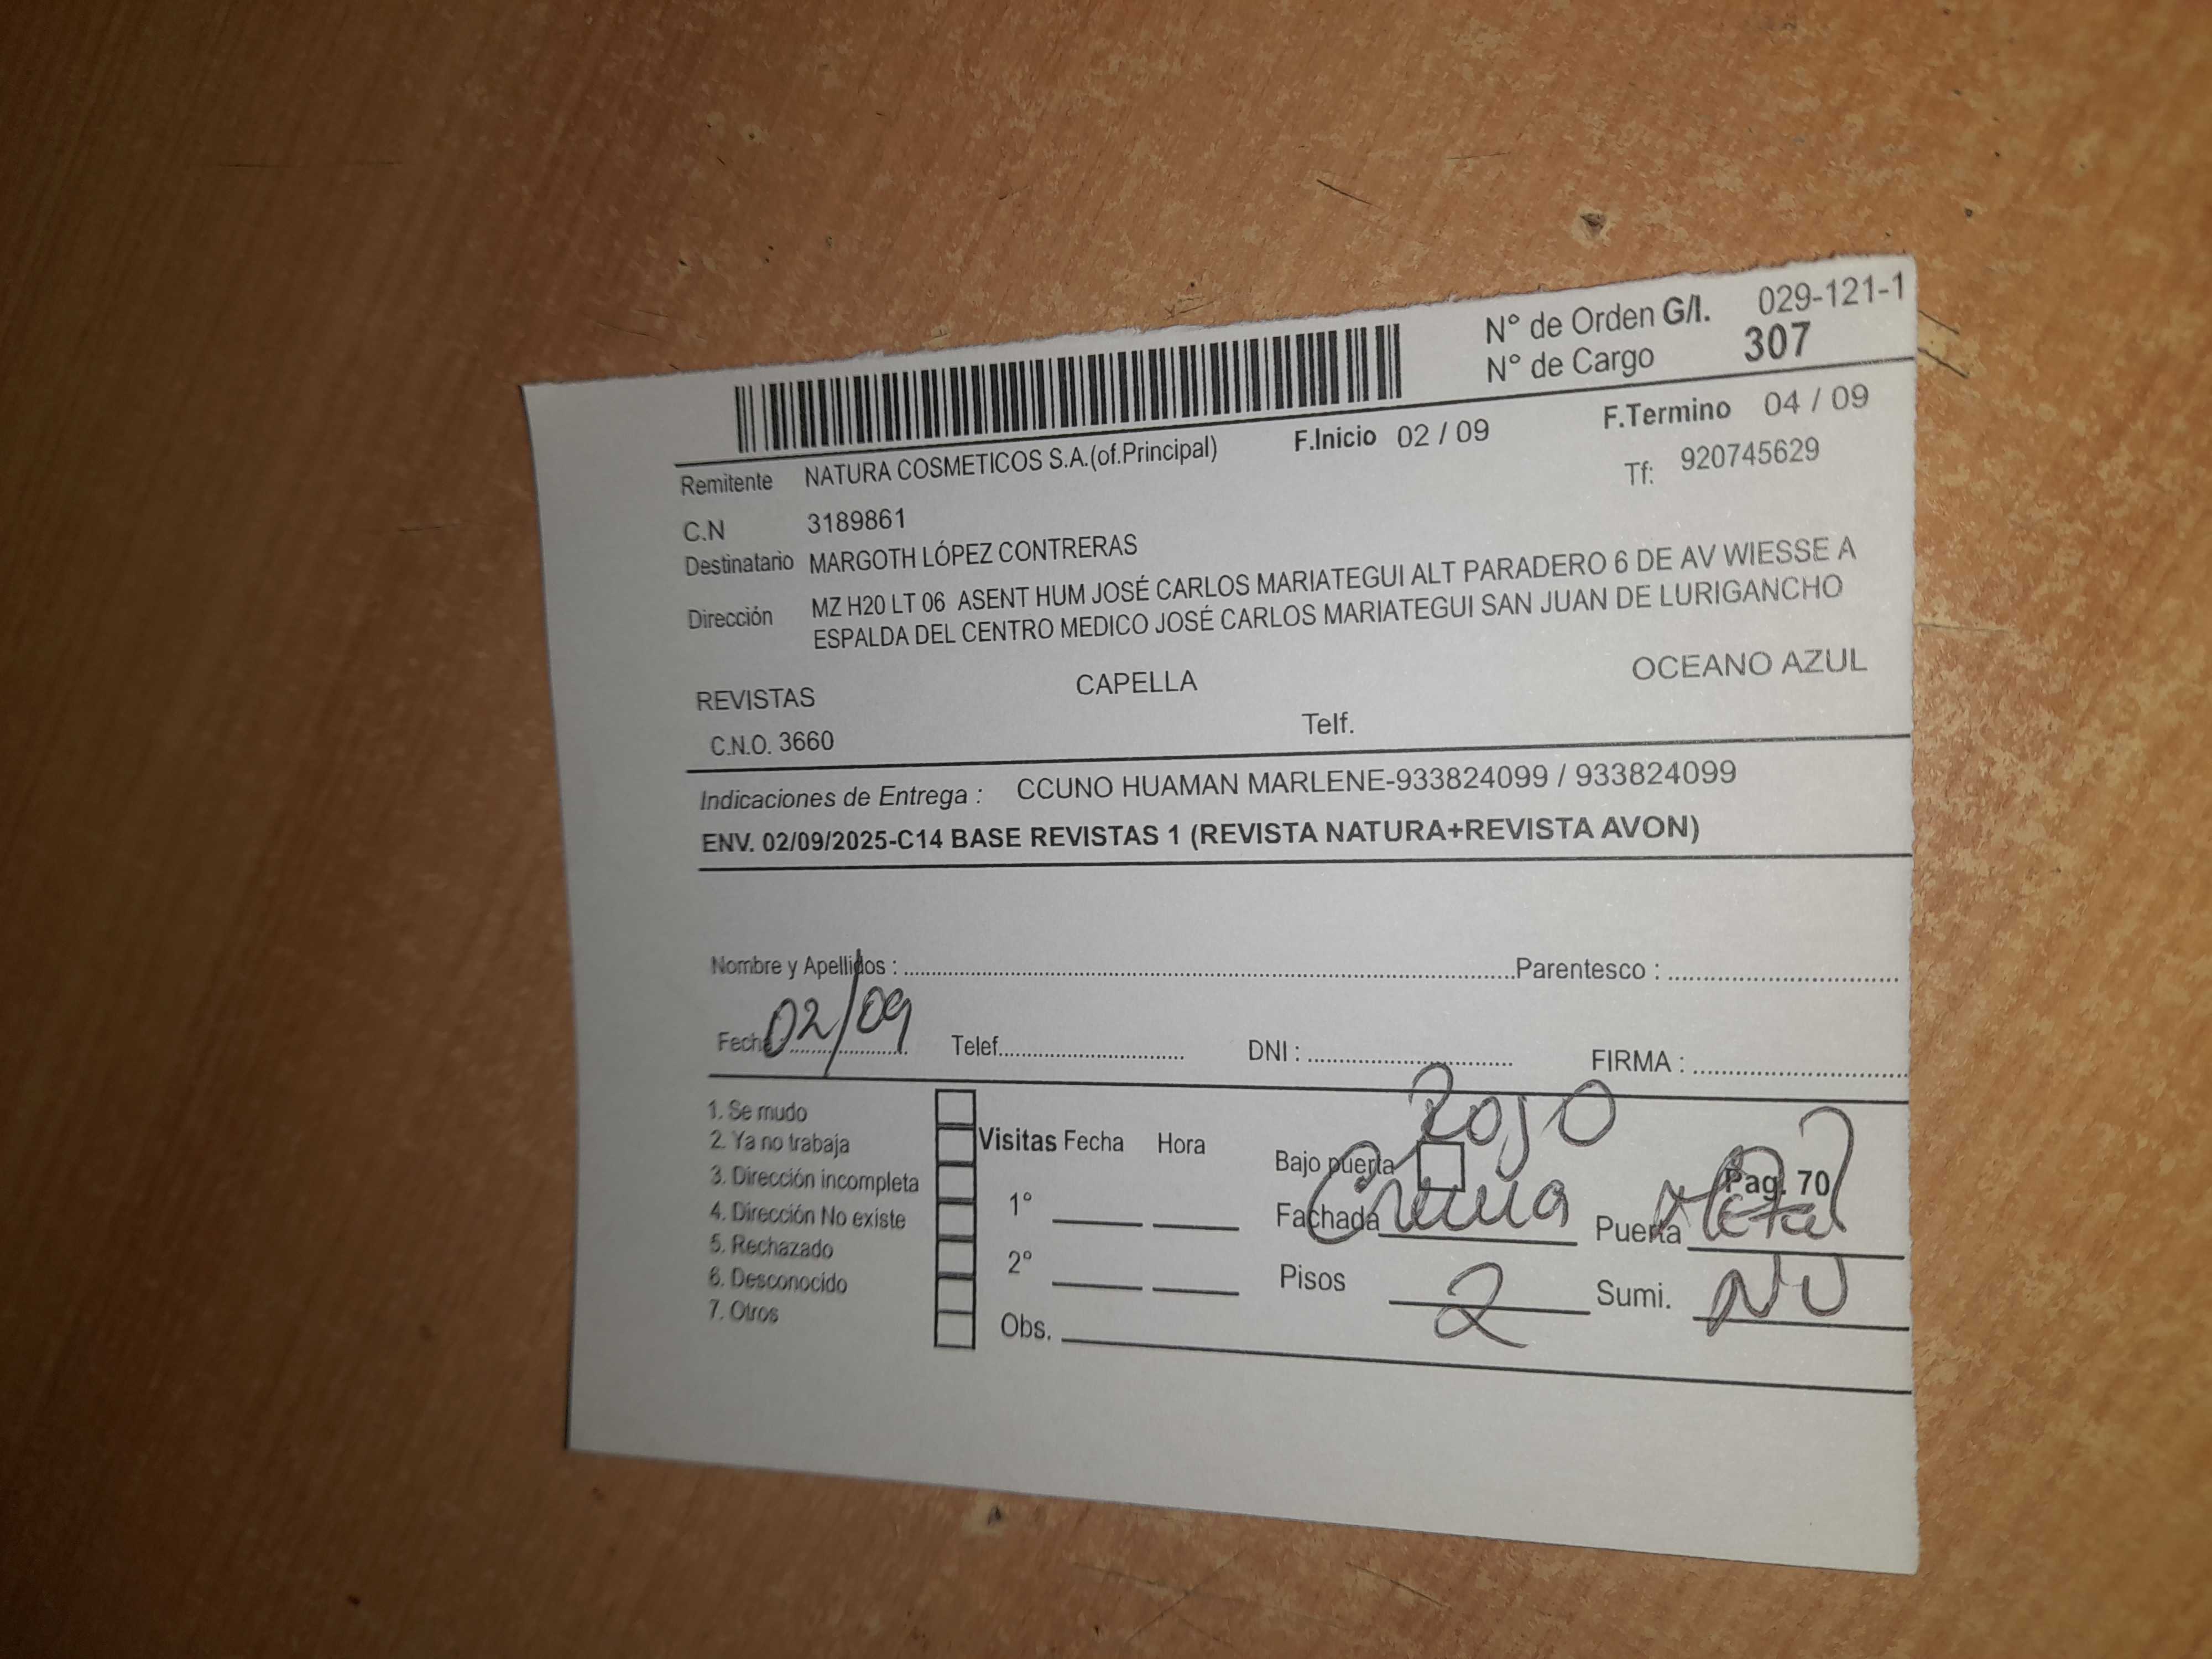 N° de Orden G/I. 029-121-1
N° de Cargo 307
Remitente NATURA COSMETICOS S.A.(of.Principal) F.Inicio 02 / 09 F.Termino 04 / 09
C.N 3189861 Tf: 920745629
Destinatario MARGOTH LÓPEZ CONTRERAS
Dirección MZ H20 LT 06 ASENT HUM JOSÉ CARLOS MARIATEGUI ALT PARADERO 6 DE AV WIESSE A
ESPALDA DEL CENTRO MEDICO JOSÉ CARLOS MARIATEGUI SAN JUAN DE LURIGANCHO
REVISTAS CAPELLA OCEANO AZUL
C.N.O. 3660 Telf.
Indicaciones de Entrega : CCUNO HUAMAN MARLENE-933824099 / 933824099
ENV. 02/09/2025-C14 BASE REVISTAS 1 (REVISTA NATURA+REVISTA AVON)
Nombre y Apellidos : Parentesco :
Fecha : 02/09 Telef. DNI : FIRMA :
Rojo
1. Se mudo
2. Ya no trabaja
3. Dirección incompleta
4. Dirección No existe
5. Rechazado
6. Desconocido
7. Otros
Visitas Fecha Hora
1°
2°
Obs.
Bajo puerta Pag. 70
Fachada Crema Puerta Metal
Pisos 2 Sumi. NO